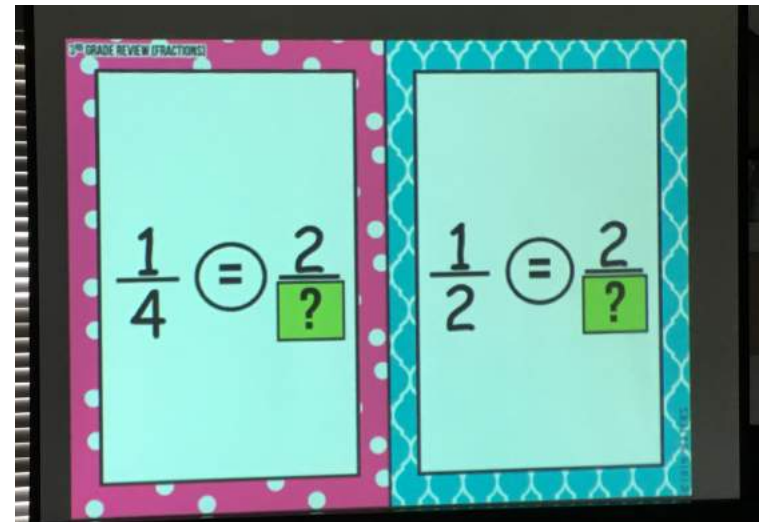 3RD GRADE REVIEW (FRACTIONS)
1/4 = 2/?
1/2 = 2/?